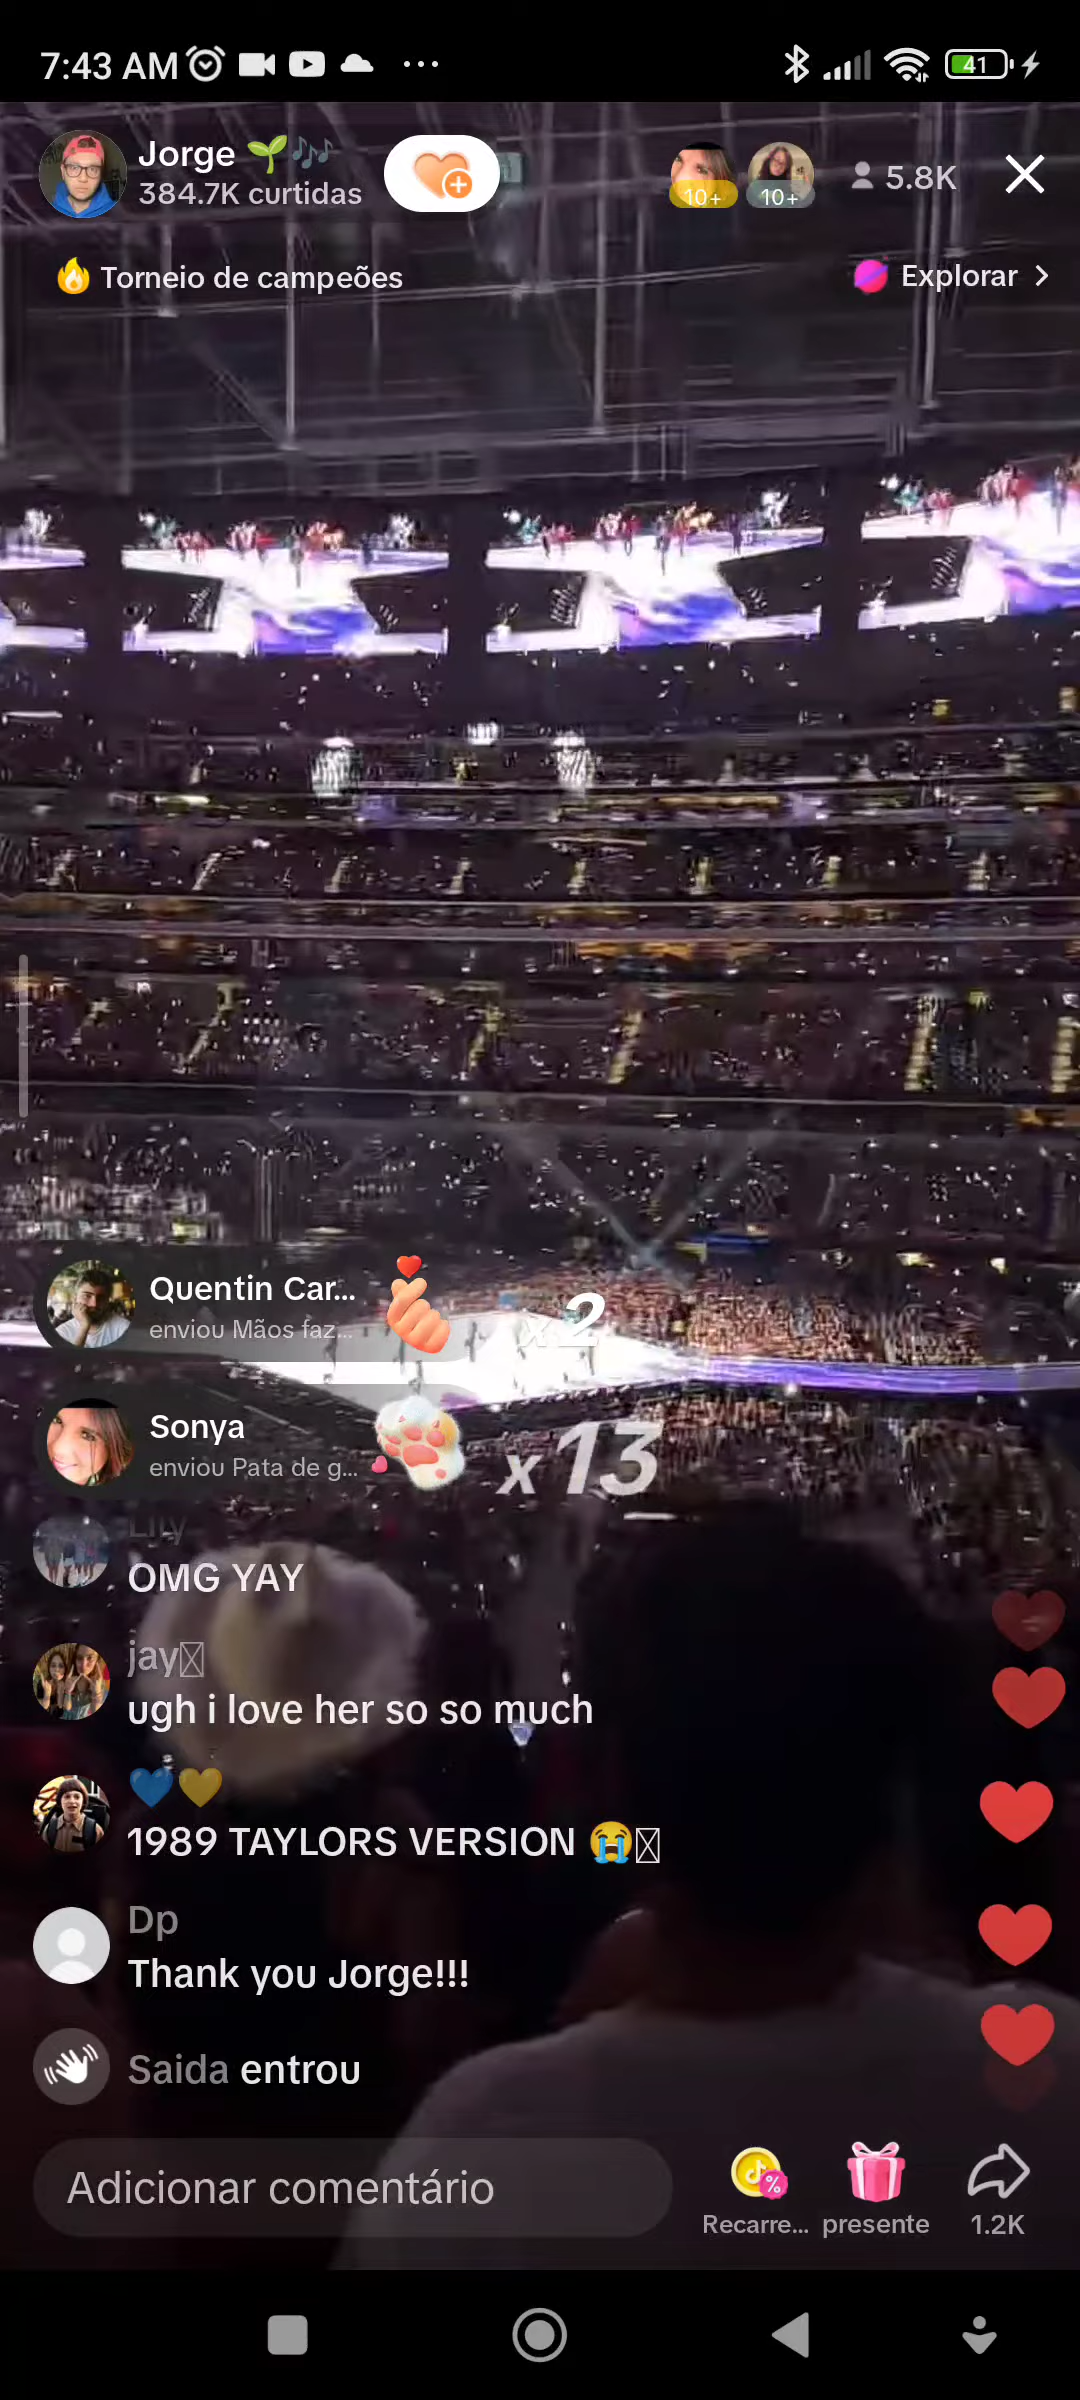 7:43 AM
41
Jorge 🌱🎶
384.7K curtidas
10+
10+
5.8K
🔥 Torneio de campeões
Explorar
Quentin Car...
enviou Mãos faz...
x2
Sonya
enviou Pata de g...
x13
Lily
OMG YAY
jay
ugh i love her so so much
💙💛
1989 TAYLORS VERSION 😭
Dp
Thank you Jorge!!!
Saida entrou
Adicionar comentário
Recarre...
presente
1.2K